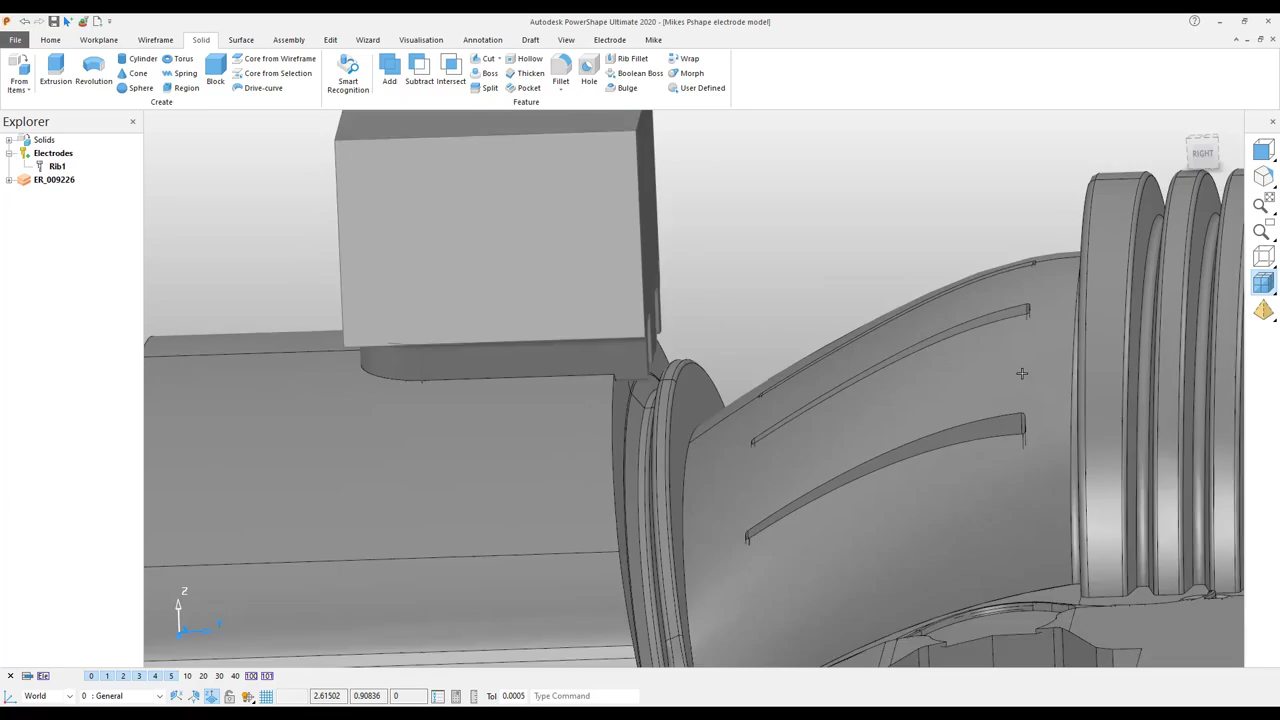 Autodesk PowerShape Ultimate 2020 - [Mikes Pshape electrode model]
File Home Workplane Wireframe Solid Surface Assembly Edit Wizard Visualisation Annotation Draft View Electrode Mike
From Items
Extrusion
Revolution
Cylinder
Cone
Sphere
Torus
Spring
Region
Block
Core from Wireframe
Core from Selection
Drive-curve
Create
Smart Recognition
Add
Subtract
Intersect
Cut
Boss
Split
Hollow
Thicken
Pocket
Fillet
Hole
Rib Fillet
Boolean Boss
Bulge
Wrap
Morph
User Defined
Feature
Explorer
Solids
Electrodes
Rib1
ER_009226
RIGHT
Z
Ele 0 1 2 3 4 5 10 20 30 40 100 101
World 0 : General 2.61502 0.90836 0 Tol 0.0005 Type Command